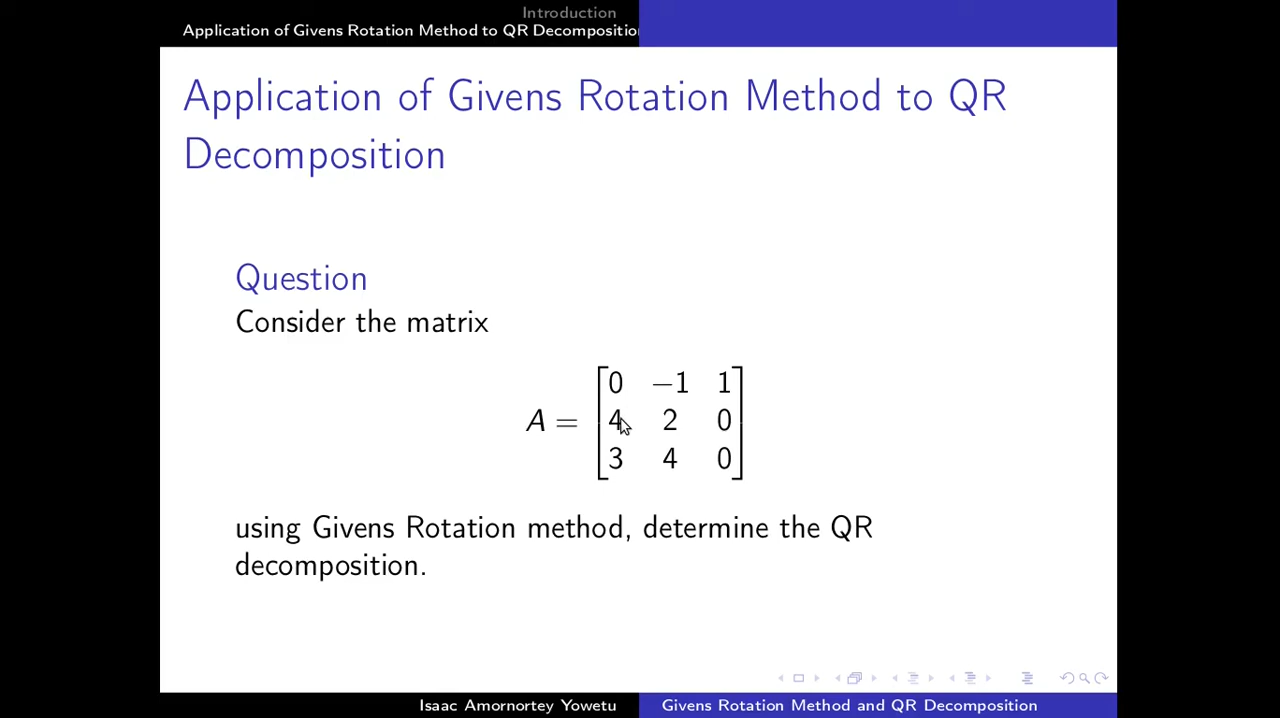 Introduction
Application of Givens Rotation Method to QR Decomposition
Application of Givens Rotation Method to QR
Decomposition
Question
Consider the matrix
0 −1 1
A = 4 2 0
3 4 0
using Givens Rotation method, determine the QR
decomposition.
Isaac Amornortey Yowetu Givens Rotation Method and QR Decomposition